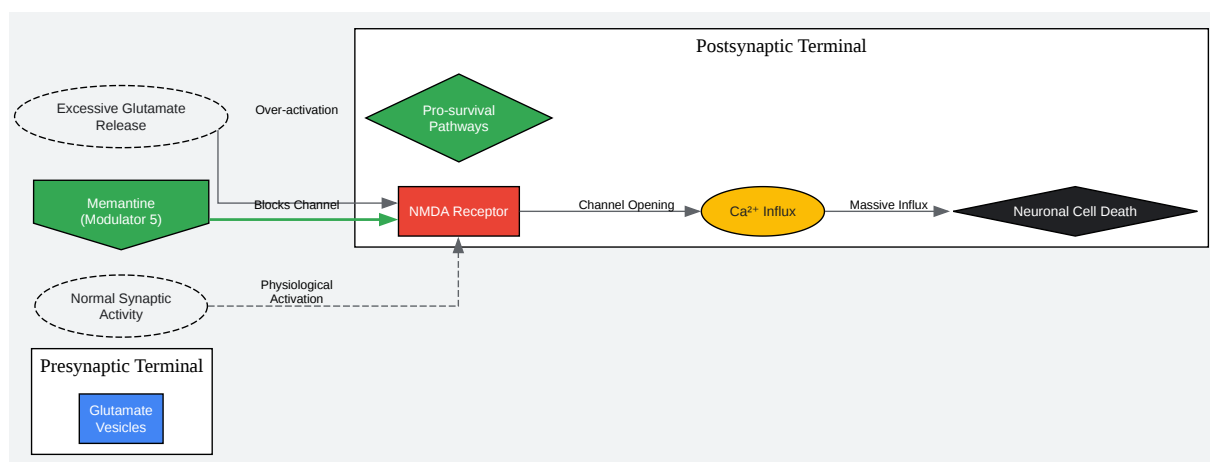 Postsynaptic Terminal
Excessive Glutamate
Release
Over-activation
Pro-survival
Pathways
Memantine
(Modulator 5)
Blocks Channel
NMDA Receptor
Channel Opening
Ca²⁺ Influx
Massive Influx
Neuronal Cell Death
Normal Synaptic
Activity
Physiological
Activation
Presynaptic Terminal
Glutamate
Vesicles